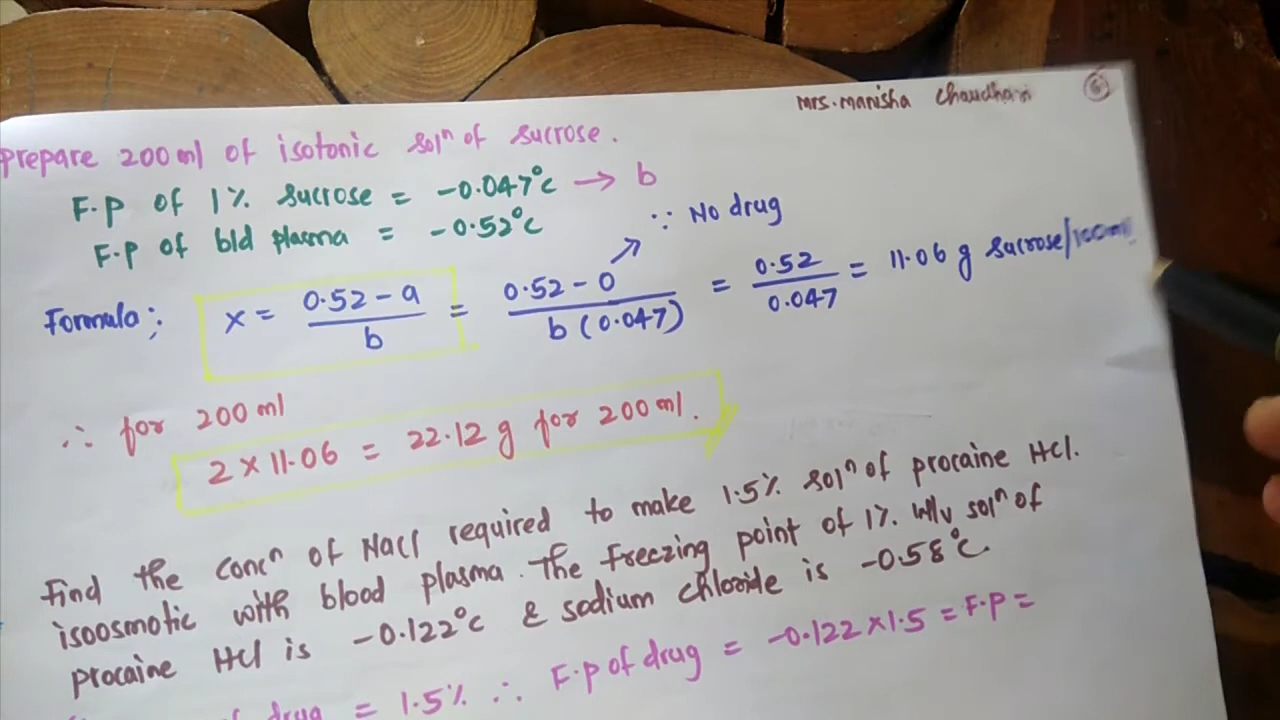 Mrs. Manisha Chaudhari 6
Prepare 200 ml of isotonic solⁿ of sucrose.
F.p of 1% sucrose = -0.047°c → b
F.p of bld plasma = -0.52°c
∵ No drug
Formula; x = 0.52 - a / b = 0.52 - 0 / b (0.047) = 0.52 / 0.047 = 11.06 g sucrose/100ml
∴ for 200 ml
2 × 11.06 = 22.12 g for 200 ml.
Find the concⁿ of Nacl required to make 1.5% solⁿ of procaine Hcl.
isoosmotic with blood plasma. The freezing point of 1% w/v solⁿ of
procaine Hcl is -0.122°c & sodium chloride is -0.58°c.
drug = 1.5% ∴ F.p of drug = -0.122 × 1.5 = F.p =